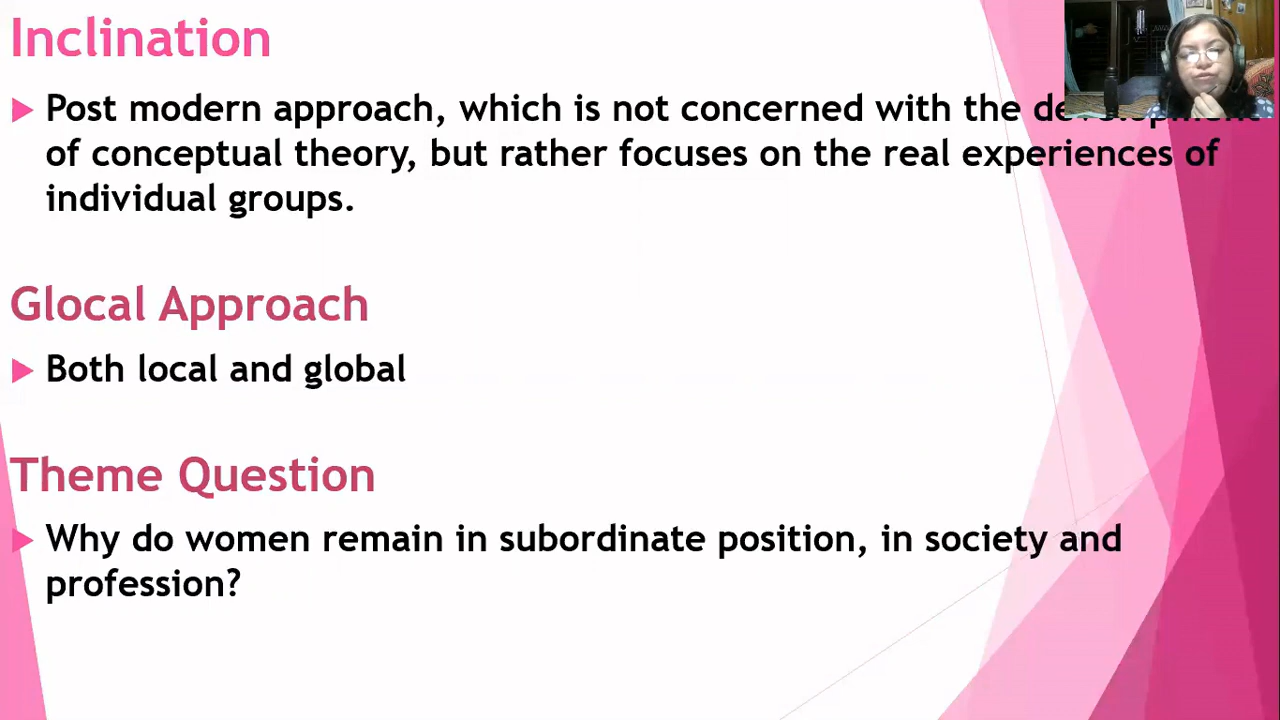 Inclination
Post modern approach, which is not concerned with the development
of conceptual theory, but rather focuses on the real experiences of
individual groups.
Glocal Approach
Both local and global
Theme Question
Why do women remain in subordinate position, in society and
profession?